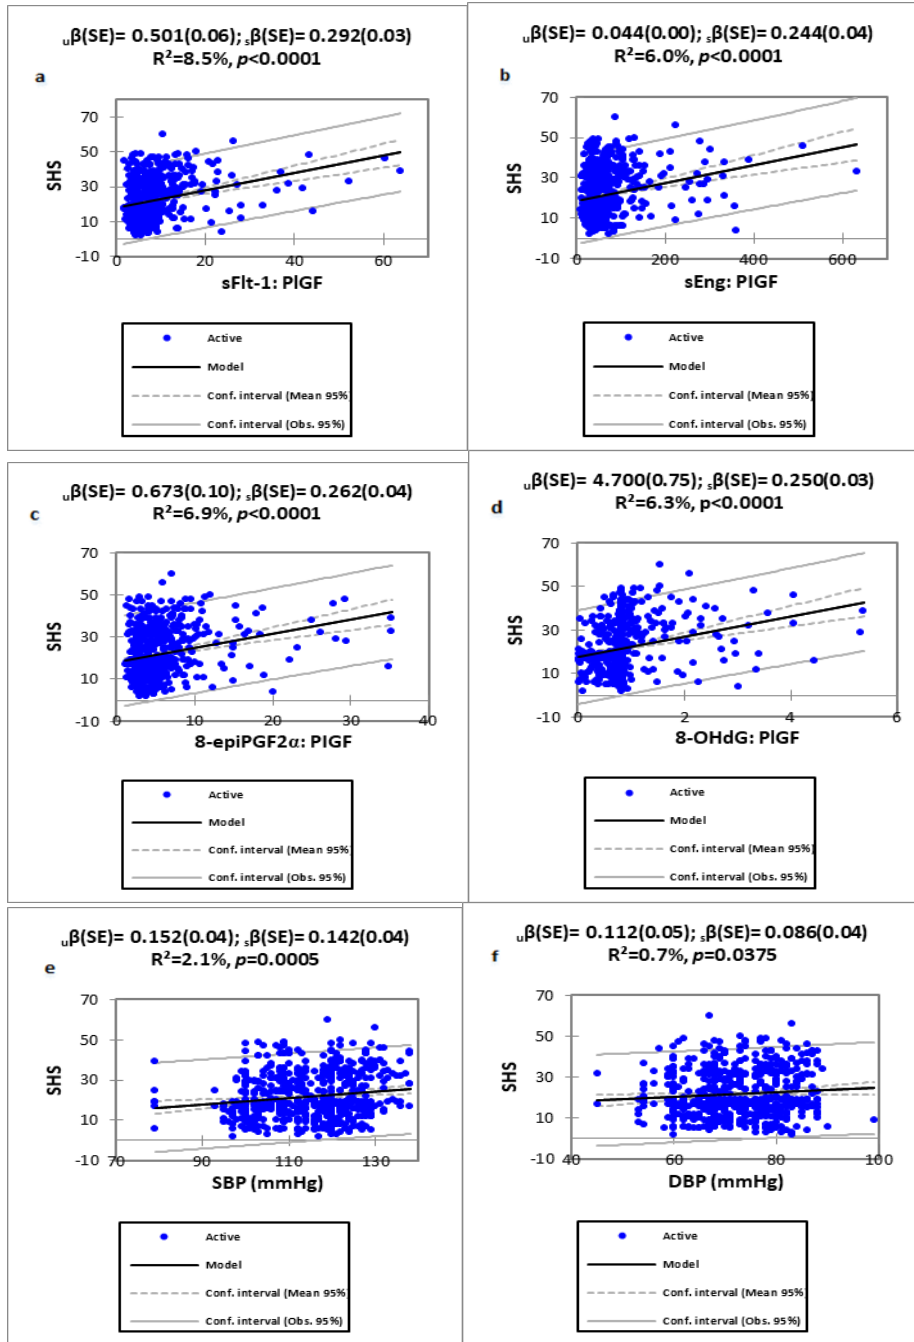 ᵤβ(SE)= 0.501(0.06); ₛβ(SE)= 0.292(0.03)
R²=8.5%, p<0.0001
a
70
50
30
10
-10
SHS
0 20 40 60
sFlt-1: PlGF
Active
Model
Conf. interval (Mean 95%)
Conf. interval (Obs. 95%)
ᵤβ(SE)= 0.044(0.00); ₛβ(SE)= 0.244(0.04)
R²=6.0%, p<0.0001
b
70
50
30
10
-10
SHS
0 200 400 600
sEng: PlGF
Active
Model
Conf. interval (Mean 95%)
Conf. interval (Obs. 95%)
ᵤβ(SE)= 0.673(0.10); ₛβ(SE)= 0.262(0.04)
R²=6.9%, p<0.0001
c
70
50
30
10
-10
SHS
0 10 20 30 40
8-epiPGF2α: PlGF
Active
Model
Conf. interval (Mean 95%)
Conf. interval (Obs. 95%)
ᵤβ(SE)= 4.700(0.75); ₛβ(SE)= 0.250(0.03)
R²=6.3%, p<0.0001
d
70
50
30
10
-10
SHS
0 2 4 6
8-OHdG: PlGF
Active
Model
Conf. interval (Mean 95%)
Conf. interval (Obs. 95%)
ᵤβ(SE)= 0.152(0.04); ₛβ(SE)= 0.142(0.04)
R²=2.1%, p=0.0005
e
70
50
30
10
-10
SHS
70 90 110 130
SBP (mmHg)
Active
Model
Conf. interval (Mean 95%)
Conf. interval (Obs. 95%)
ᵤβ(SE)= 0.112(0.05); ₛβ(SE)= 0.086(0.04)
R²=0.7%, p=0.0375
f
70
50
30
10
-10
SHS
40 60 80 100
DBP (mmHg)
Active
Model
Conf. interval (Mean 95%)
Conf. interval (Obs. 95%)